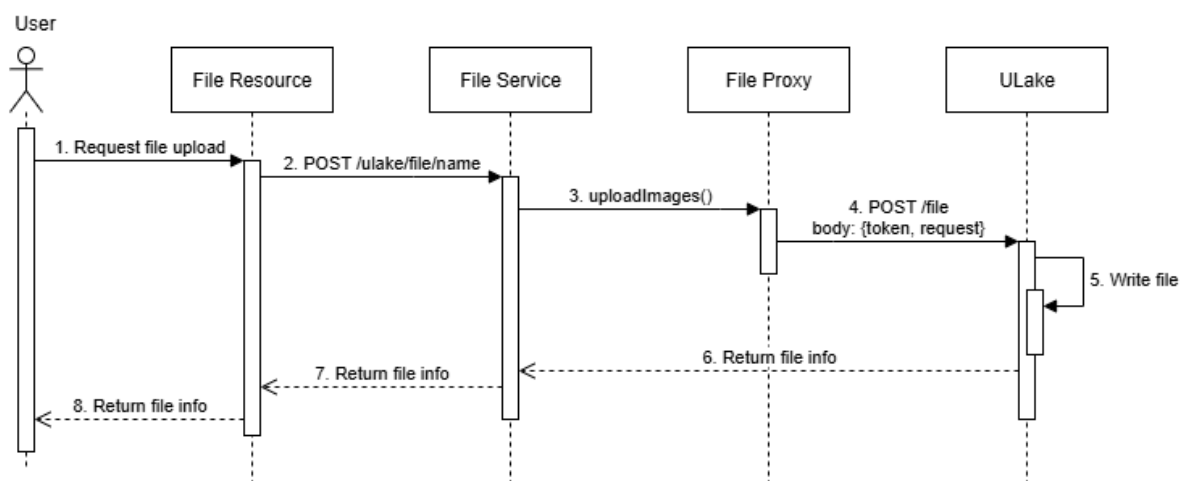 User
File Resource
File Service
File Proxy
ULake
1. Request file upload
2. POST /ulake/file/name
3. uploadImages()
4. POST /file
body: {token, request}
5. Write file
6. Return file info
7. Return file info
8. Return file info